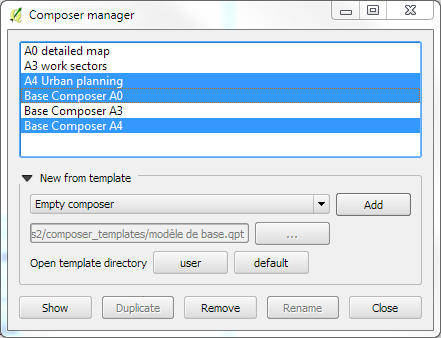 Composer manager
A0 detailed map
A3 work sectors
A4 Urban planning
Base Composer A0
Base Composer A3
Base Composer A4
New from template
Empty composer
Add
s2/composer_templates/modèle de base.qpt
...
Open template directory
user
default
Show
Duplicate
Remove
Rename
Close